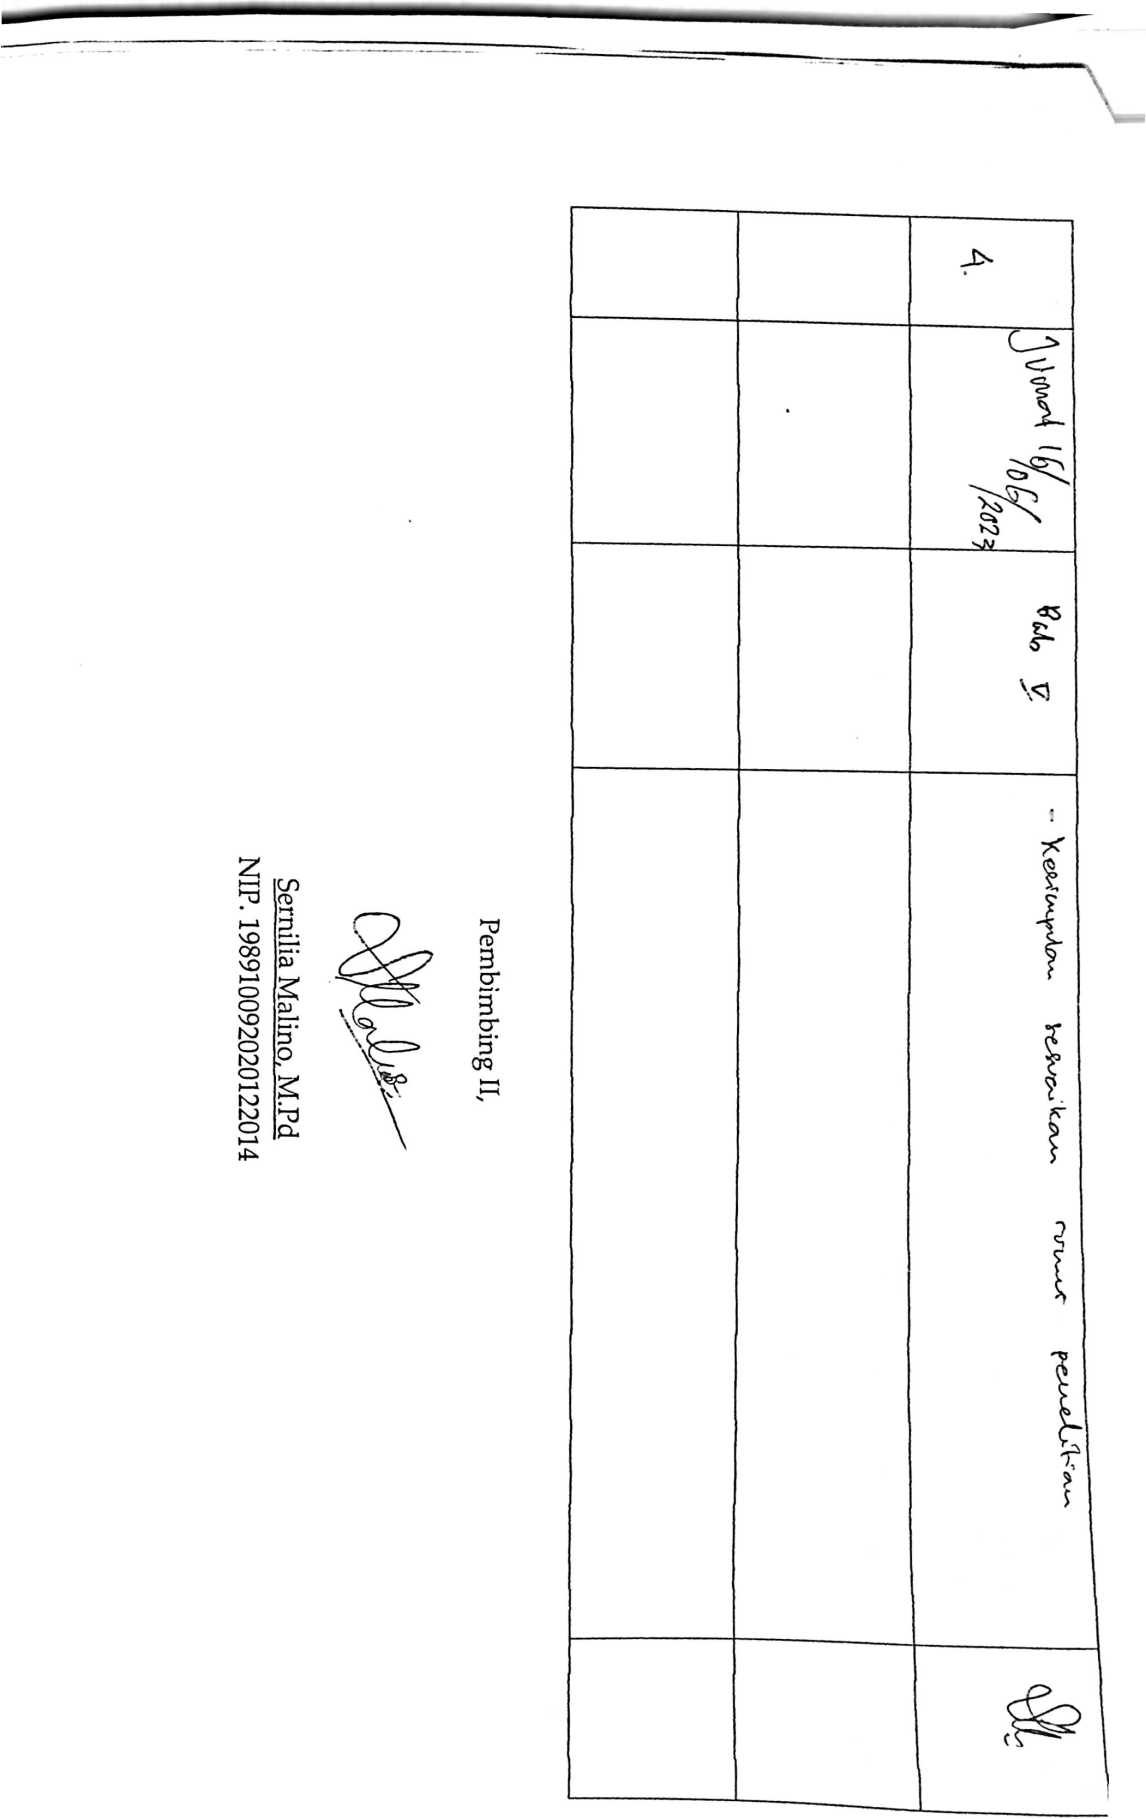 4.
Jumat 16/
/06/
/2023
Bab V
- Kesimpulan sesuaikan rumus penelitian
Pembimbing II,
Sernilia Malino, M.Pd
NIP. 198910092020122014